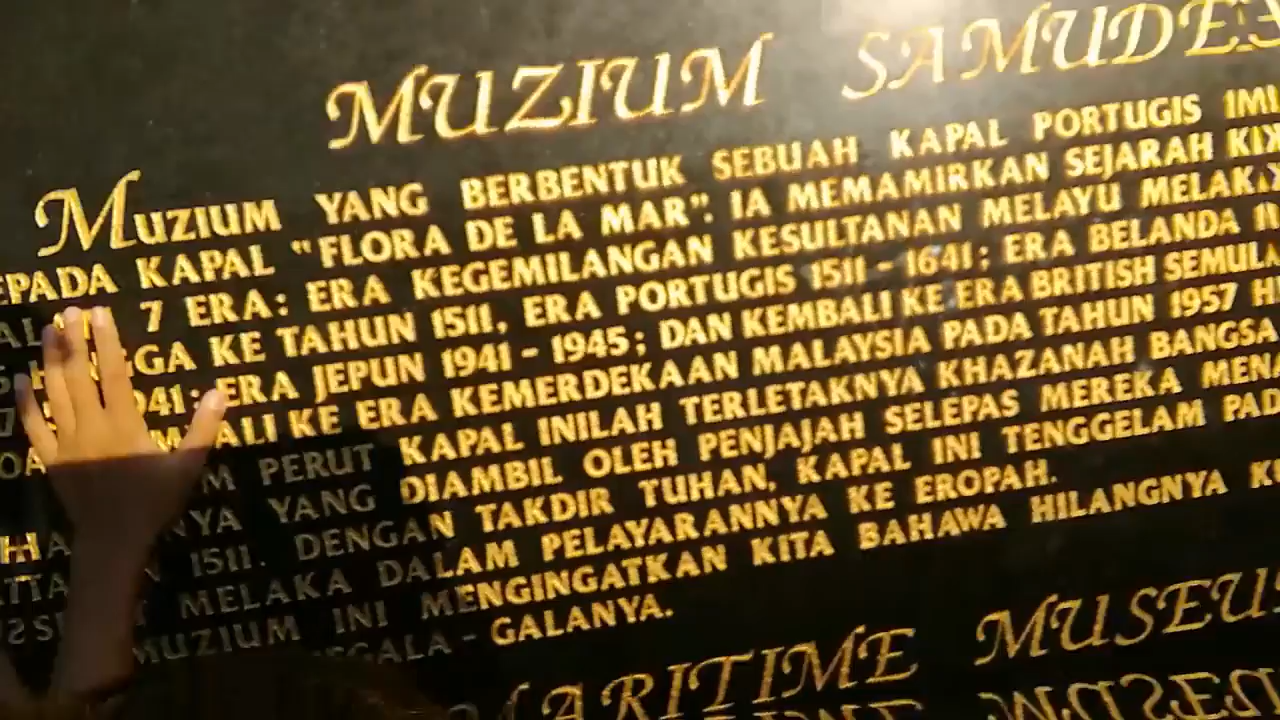 MUZIUM SAMUDE
MUZIUM YANG BERBENTUK SEBUAH KAPAL PORTUGIS IMI
EPADA KAPAL "FLORA DE LA MAR". IA MEMAMIRKAN SEJARAH
7 ERA: ERA KEGEMILANGAN KESULTANAN MELAYU MELAKA
KE TAHUN 1511, ERA PORTUGIS 1511 - 1641; ERA BELANDA
ERA JEPUN 1941 - 1945; DAN KEMBALI KE ERA BRITISH SEMULA
KE ERA KEMERDEKAAN MALAYSIA PADA TAHUN 1957
PERUT KAPAL INILAH TERLETAKNYA KHAZANAH BANGSA
YANG DIAMBIL OLEH PENJAJAH SELEPAS MEREKA MENA
1511. DENGAN TAKDIR TUHAN, KAPAL INI TENGGELAM PAD
MELAKA DALAM PELAYARANNYA KE EROPAH.
MUZIUM INI MENGINGATKAN KITA BAHAWA HILANGNYA
SEGALA - GALANYA.
MARITIME MUSEU